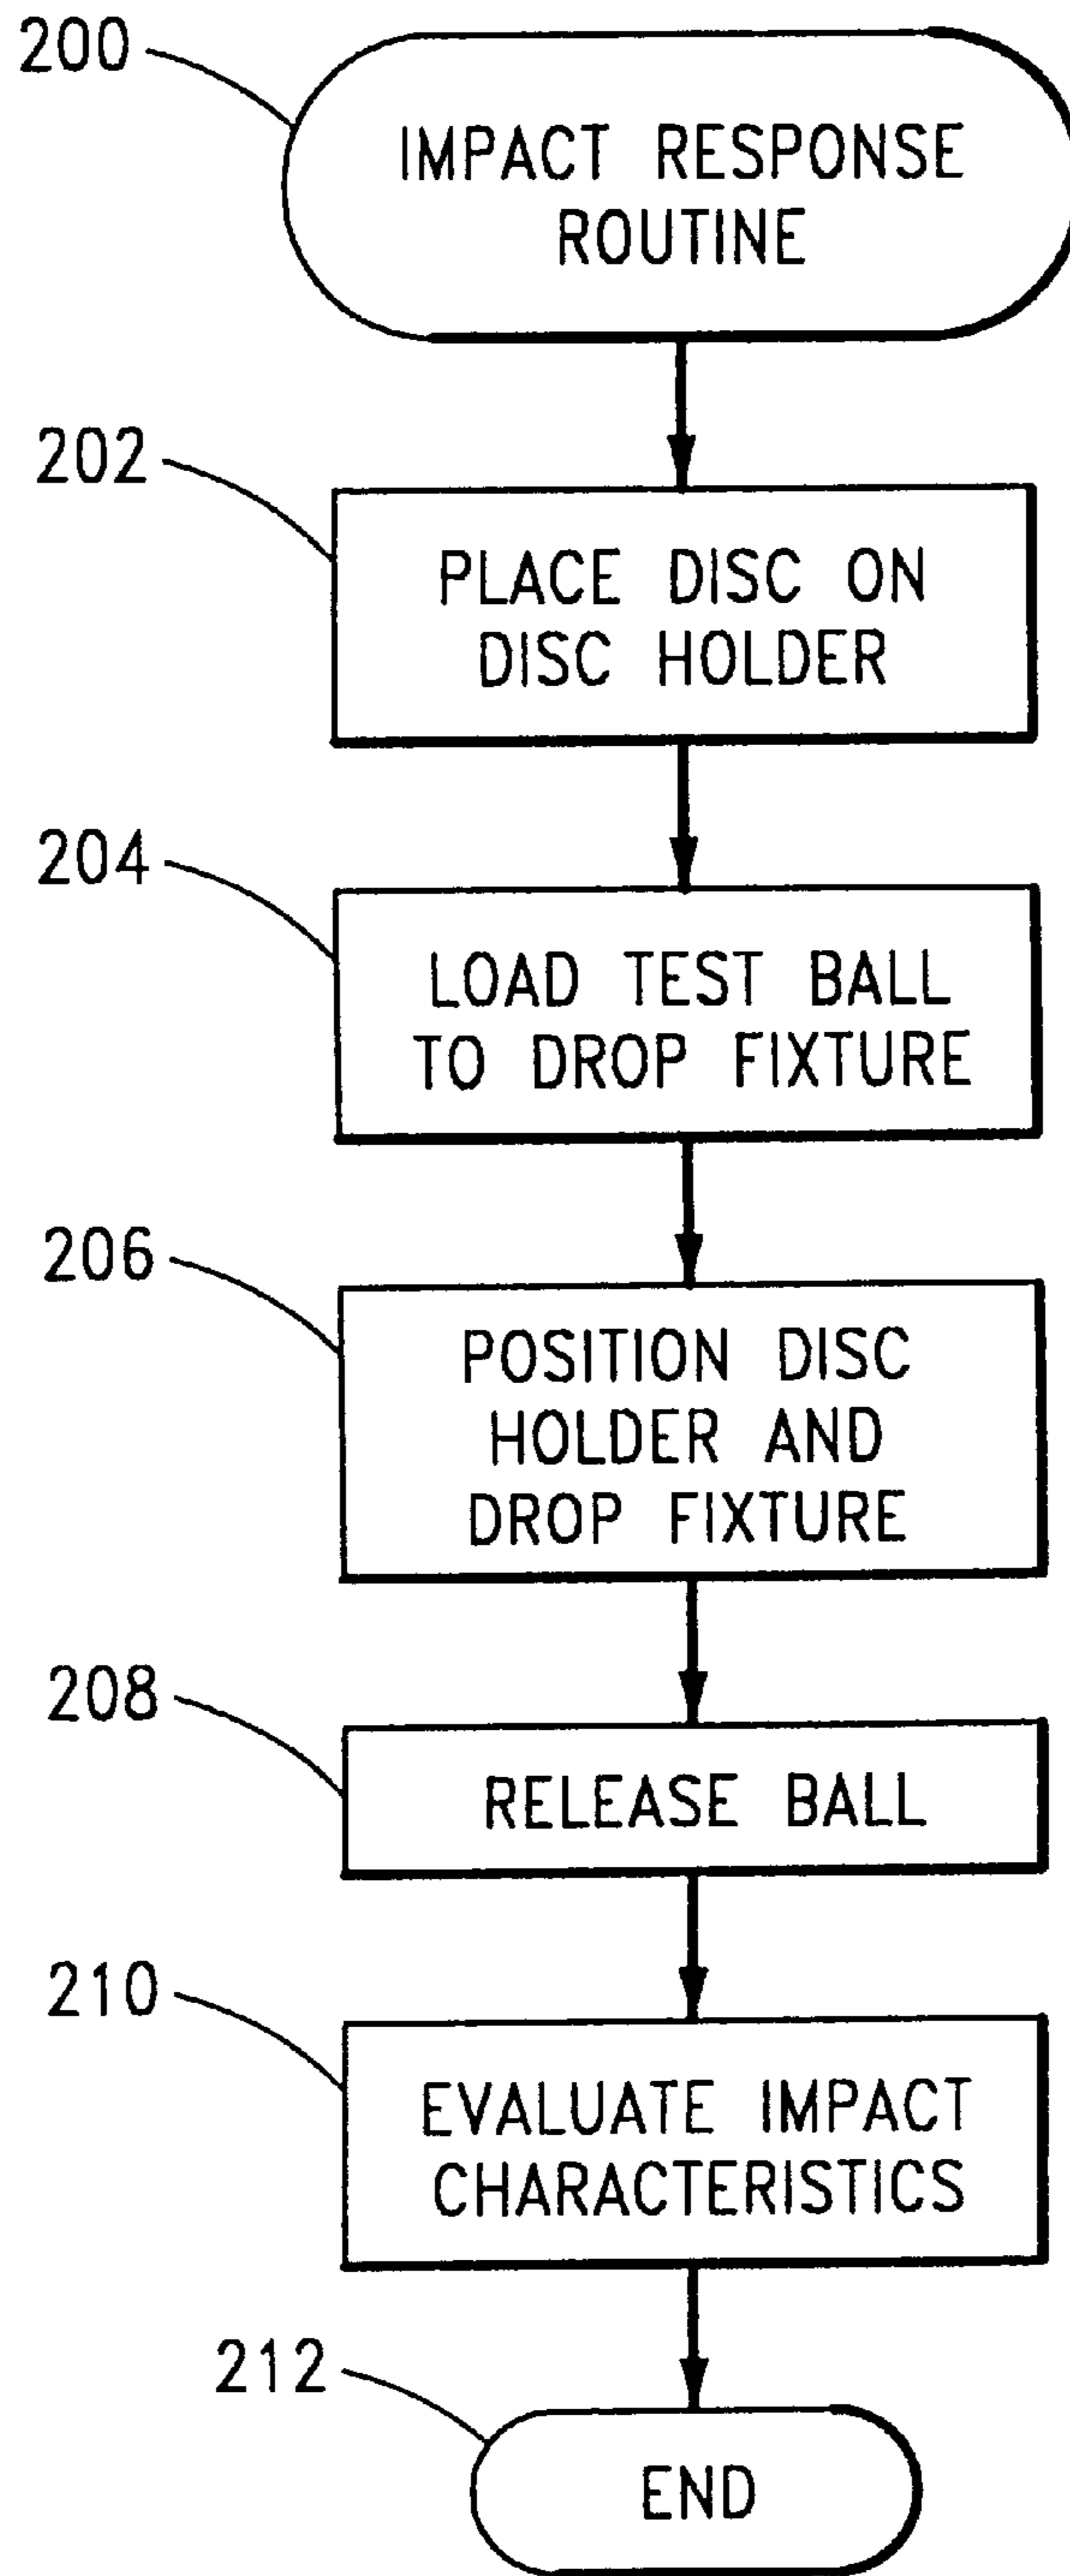 200
IMPACT RESPONSE
ROUTINE
202
PLACE DISC ON
DISC HOLDER
204
LOAD TEST BALL
TO DROP FIXTURE
206
POSITION DISC
HOLDER AND
DROP FIXTURE
208
RELEASE BALL
210
EVALUATE IMPACT
CHARACTERISTICS
212
END